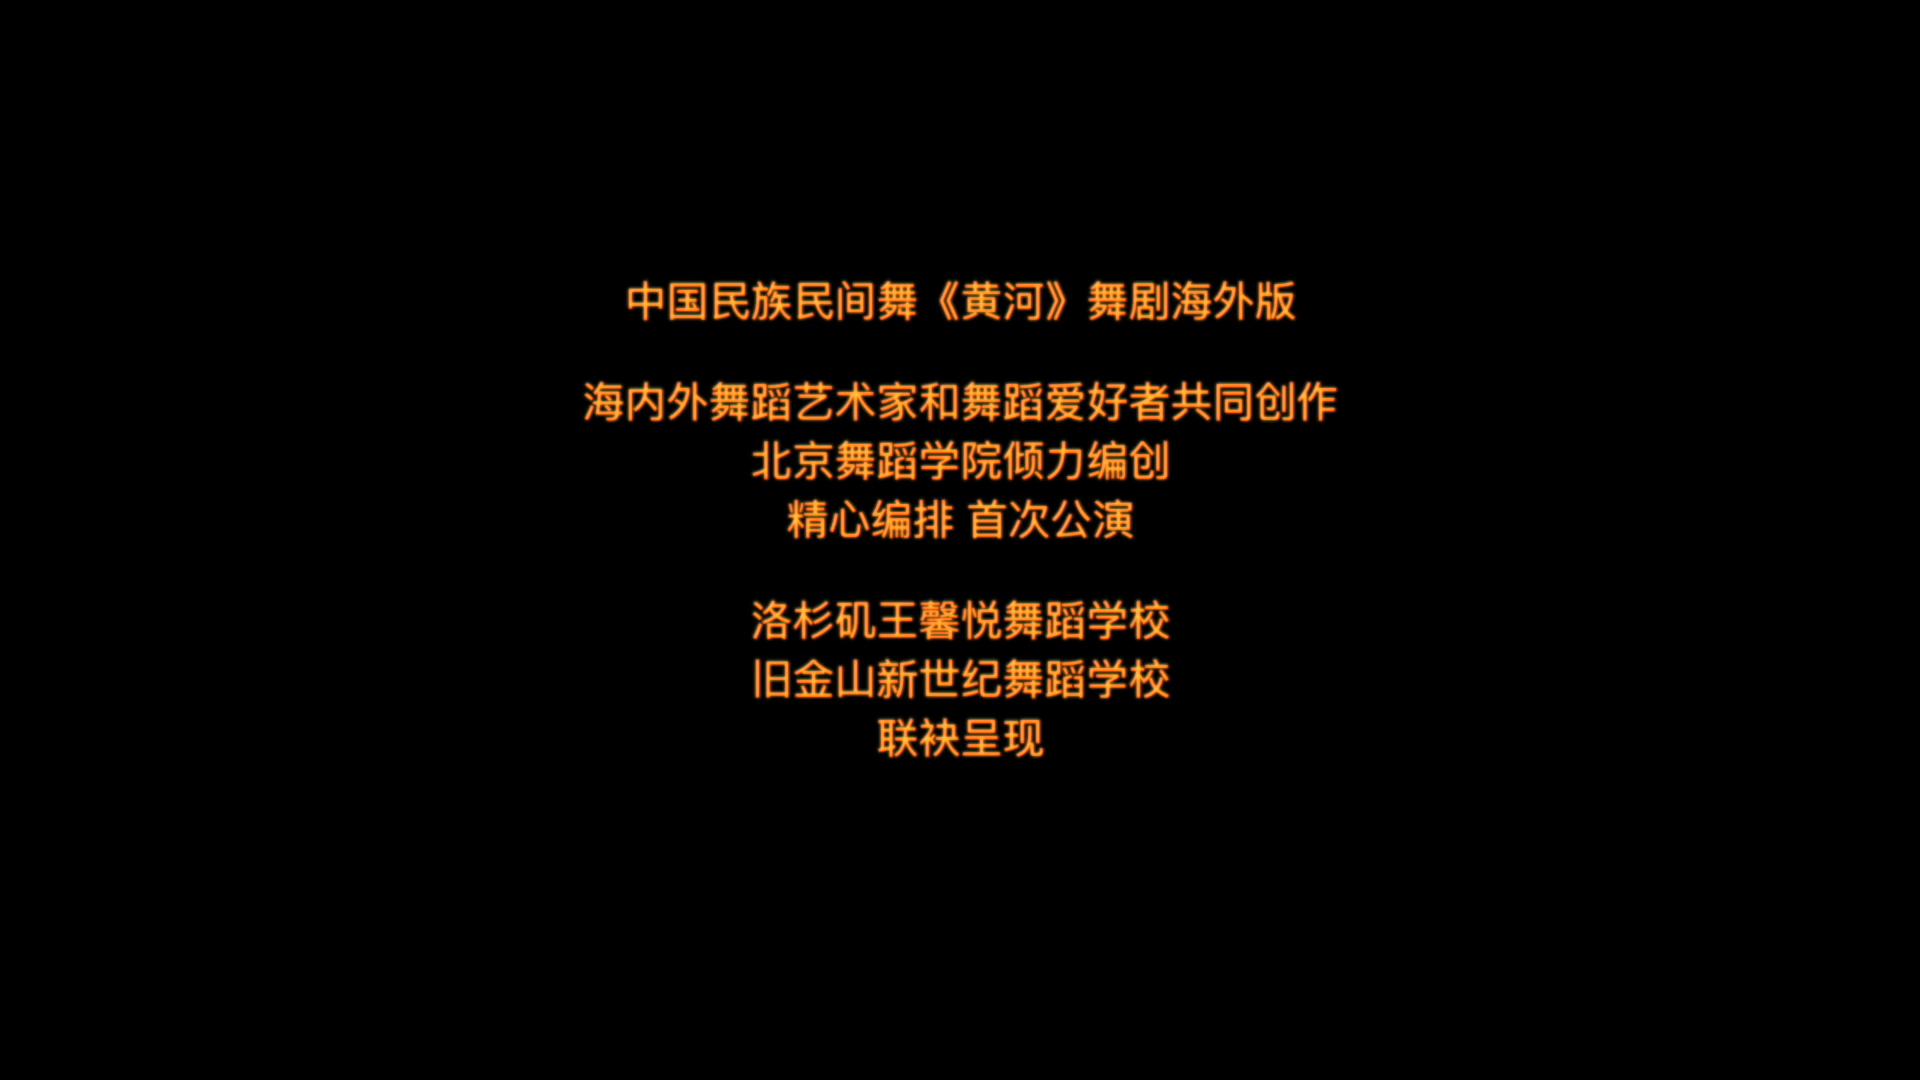 中国民族民间舞《黄河》舞剧海外版
海内外舞蹈艺术家和舞蹈爱好者共同创作
北京舞蹈学院倾力编创
精心编排 首次公演
洛杉矶王馨悦舞蹈学校
旧金山新世纪舞蹈学校
联袂呈现